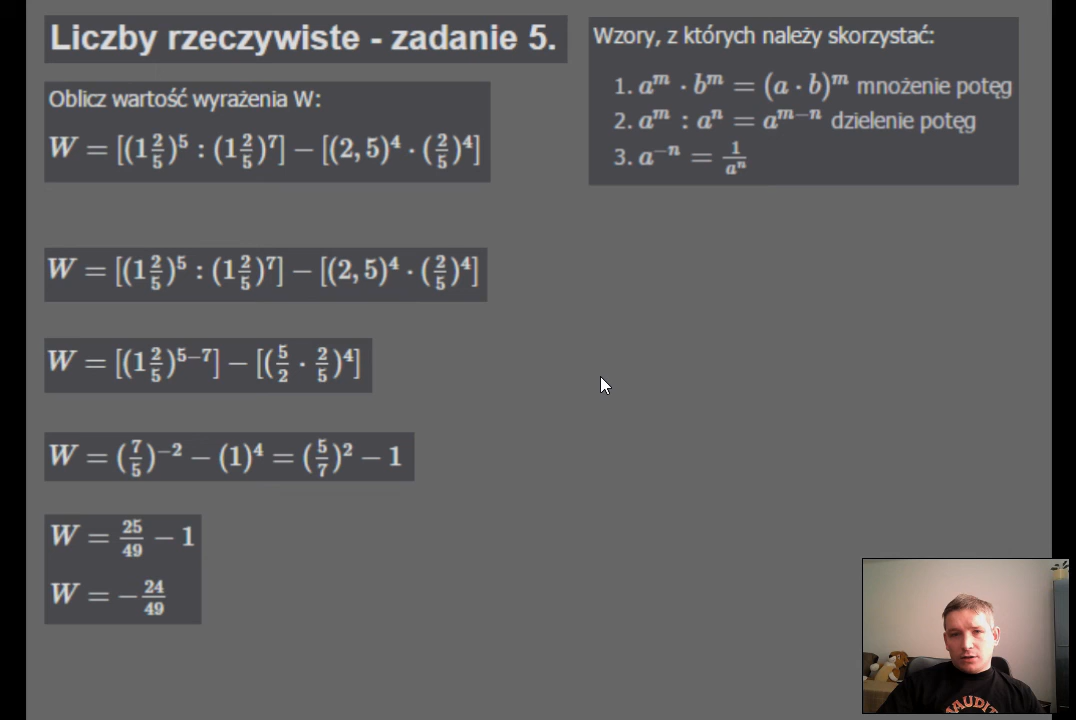 Liczby rzeczywiste - zadanie 5.
Oblicz wartość wyrażenia W:
W = [(1 2/5)^5 : (1 2/5)^7] − [(2, 5)^4 · (2/5)^4]
Wzory, z których należy skorzystać:
1. a^m · b^m = (a · b)^m mnożenie potęg
2. a^m : a^n = a^(m−n) dzielenie potęg
3. a^(−n) = 1/a^n
W = [(1 2/5)^5 : (1 2/5)^7] − [(2, 5)^4 · (2/5)^4]
W = [(1 2/5)^(5−7)] − [(5/2 · 2/5)^4]
W = (7/5)^(−2) − (1)^4 = (5/7)^2 − 1
W = 25/49 − 1
W = −24/49